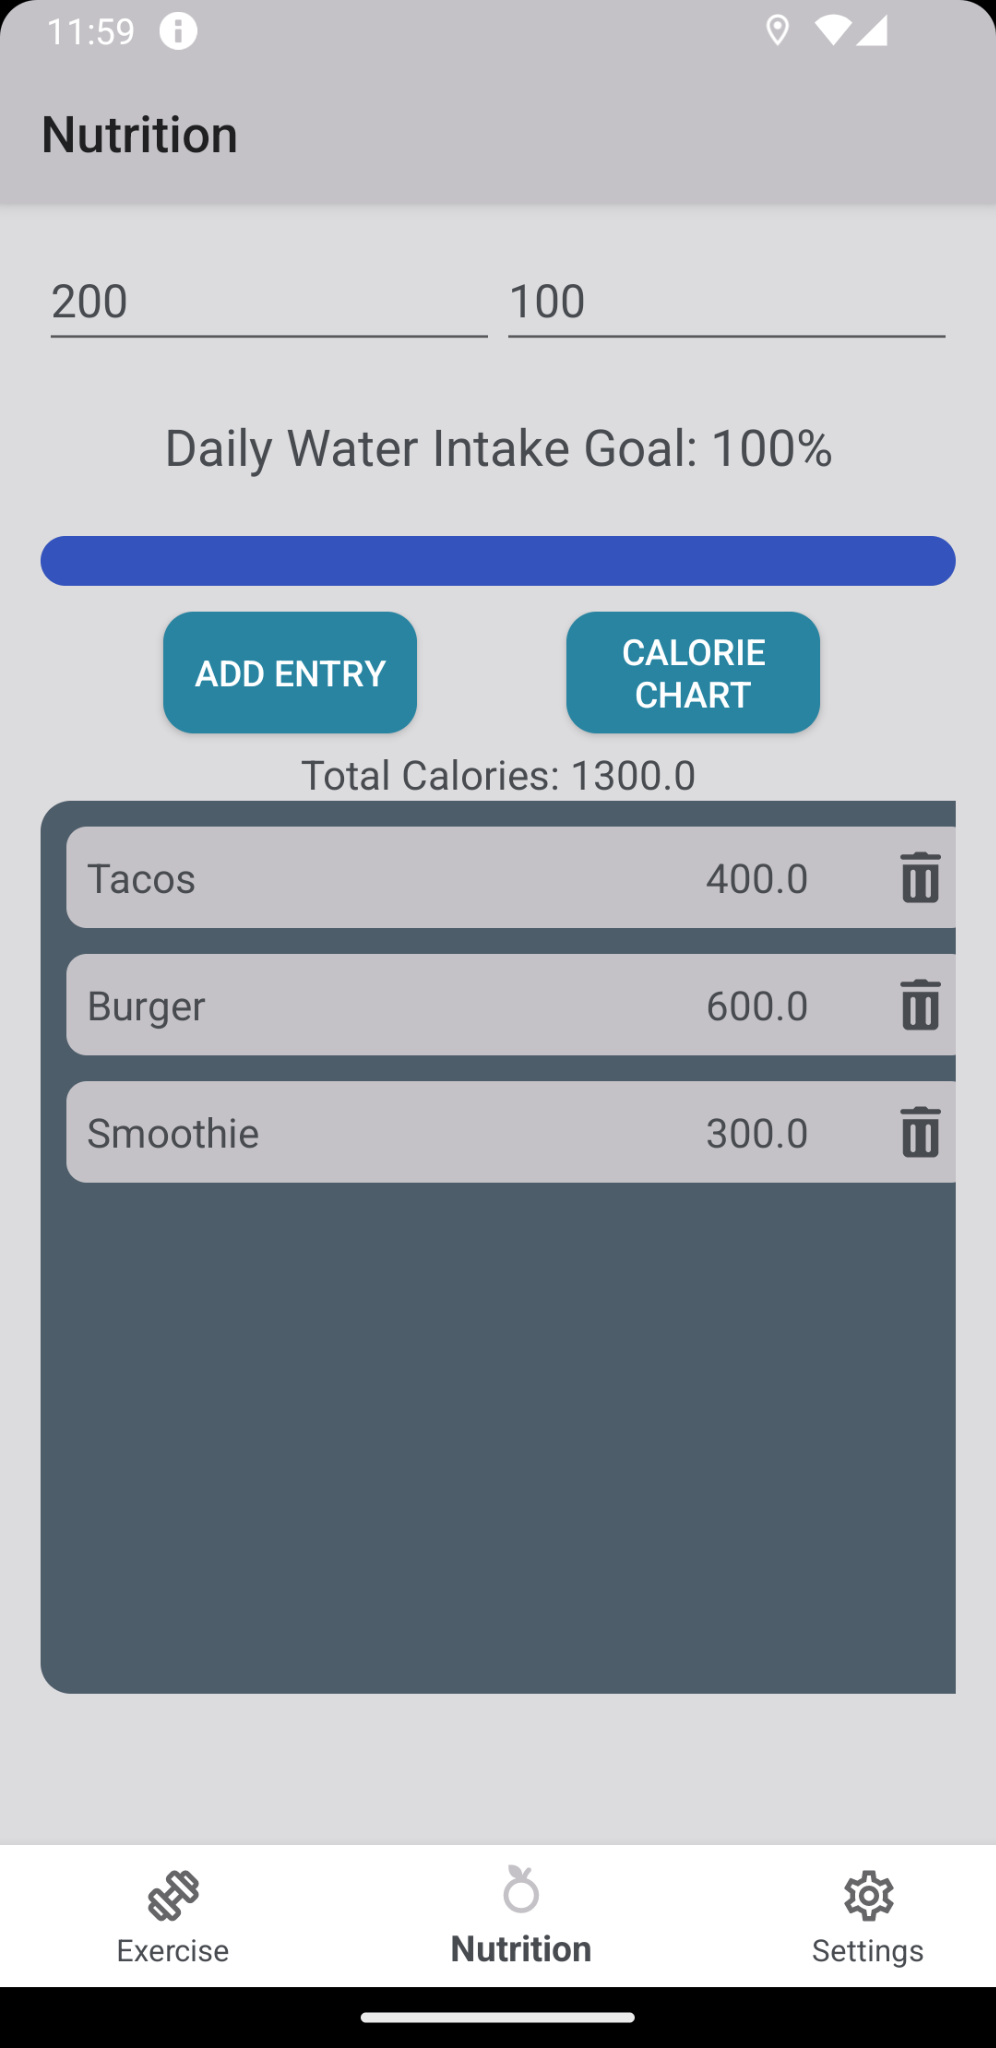 11:59
Nutrition
200 100
Daily Water Intake Goal: 100%
ADD ENTRY
CALORIE
CHART
Total Calories: 1300.0
Tacos 400.0
Burger 600.0
Smoothie 300.0
Exercise Nutrition Settings